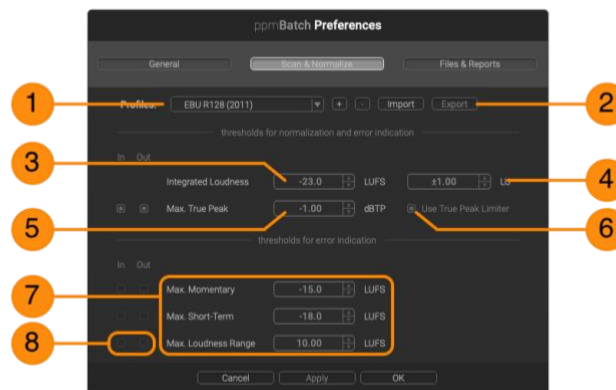 ppmBatch Preferences
General Scan & Normalize Files & Reports
1 Profiles: EBU R128 (2011) + - Import Export 2
thresholds for normalization and error indication
In Out
3 Integrated Loudness -23.0 LUFS ±1.00 4
5 Max. True Peak -1.00 dBTP Use True Peak Limiter 6
thresholds for error indication
In Out
7 Max. Momentary -15.0 LUFS
Max. Short-Term -18.0 LUFS
8 Max. Loudness Range 10.00 LUFS
Cancel Apply OK